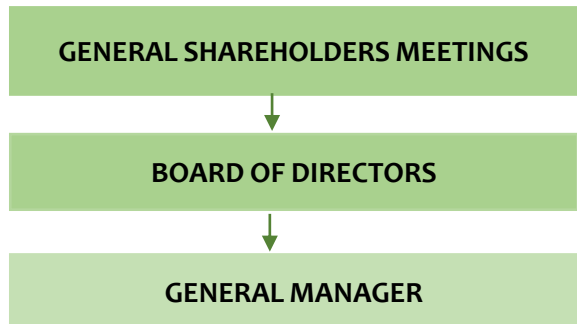 GENERAL SHAREHOLDERS MEETINGS
BOARD OF DIRECTORS
GENERAL MANAGER